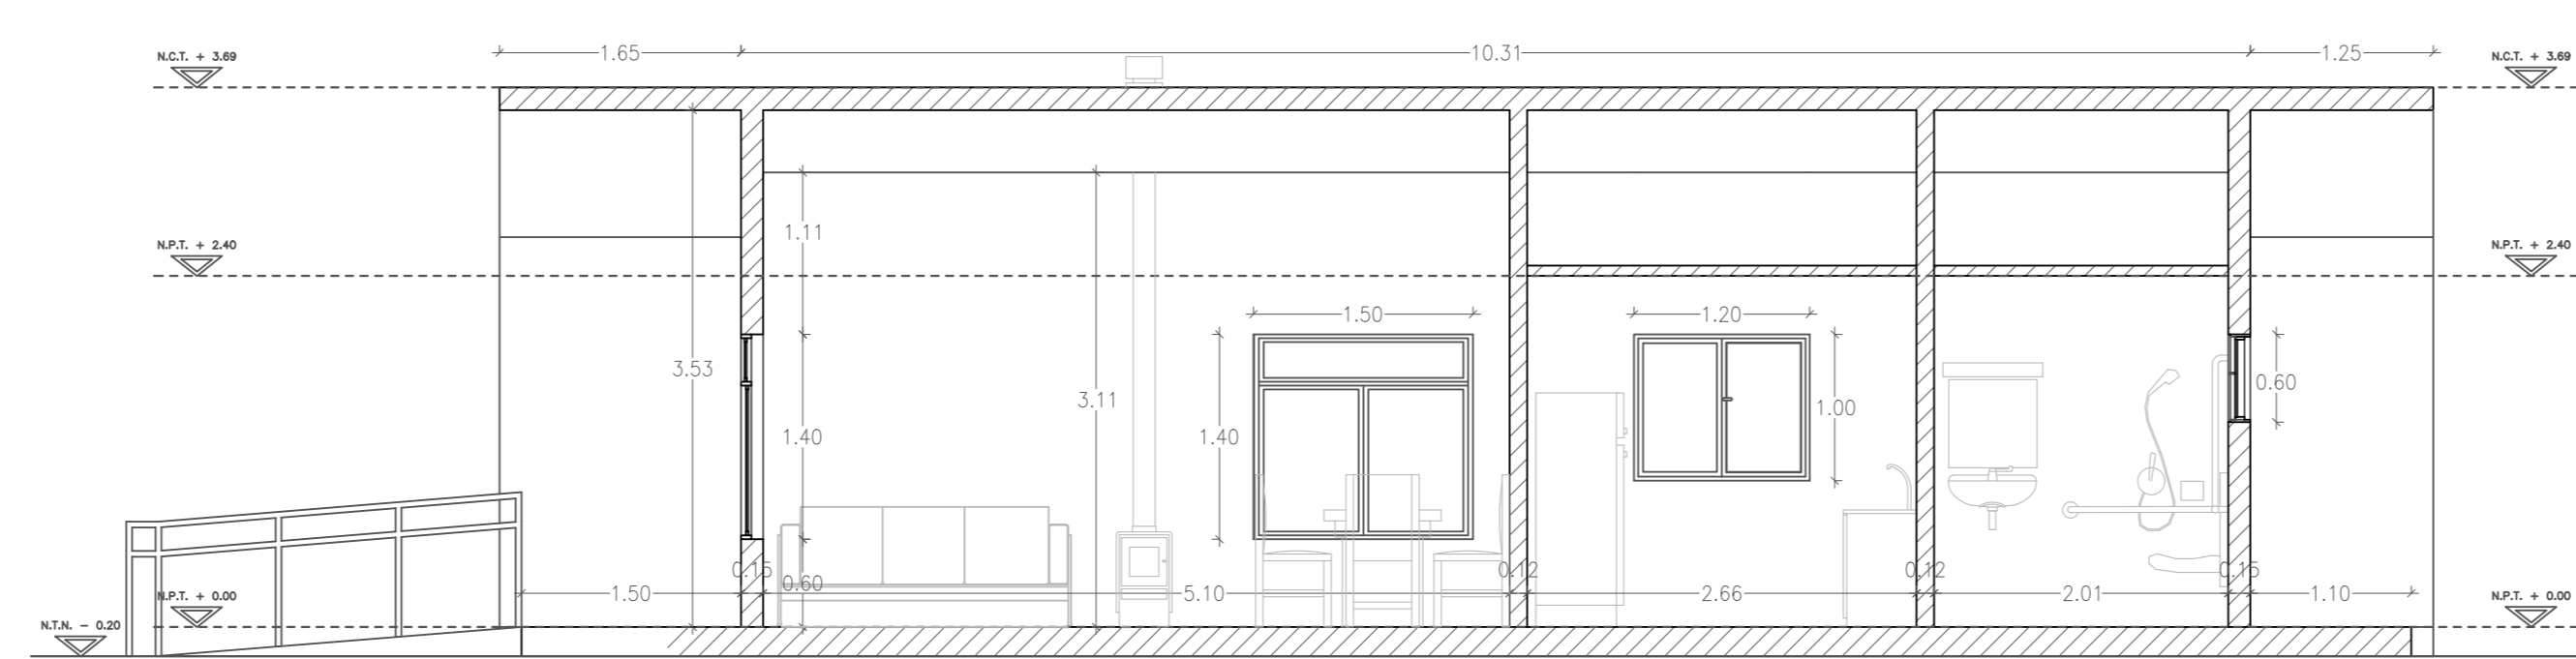 1.65 10.31 1.25
N.C.T. + 3.69 N.C.T. + 3.69
1.11
N.P.T. + 2.40 N.P.T. + 2.40
1.50 1.20
3.53 0.60
3.11 1.00
1.40 1.40
0.15 0.12 0.12 0.15
0.60
N.P.T. + 0.00 1.50 5.10 2.66 2.01 1.10 N.P.T. + 0.00
N.T.N. - 0.20